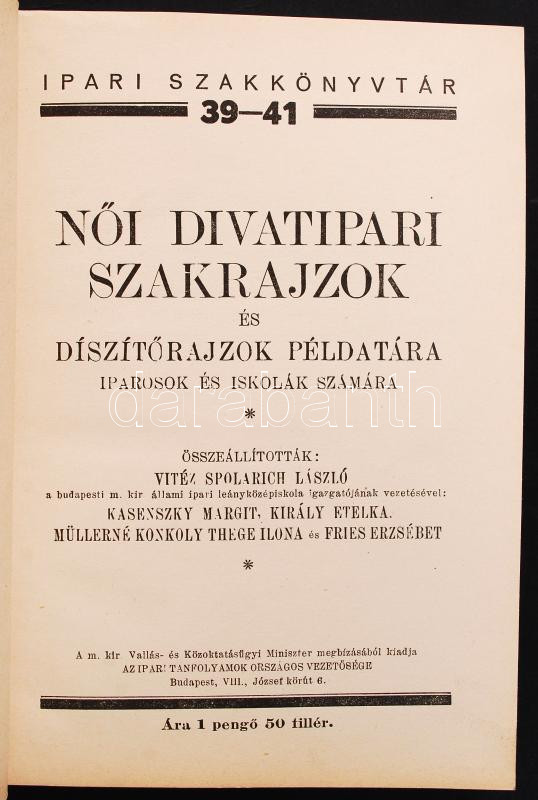 IPARI SZAKKÖNYVTÁR
39—41
NŐI DIVATIPARI
SZAKRAJZOK
ÉS
DÍSZÍTŐRAJZOK PÉLDATÁRA
IPAROSOK ÉS ISKOLÁK SZÁMÁRA
darabanth
*
ÖSSZEÁLLÍTOTTÁK:
VITÉZ SPOLARICH LÁSZLÓ
a budapesti m. kir. állami ipari leányközépiskola igazgatójának vezetésével:
KASENSZKY MARGIT, KIRÁLY ETELKA,
MÜLLERNÉ KONKOLY THEGE ILONA és FRIES ERZSÉBET
*
A m. kir. Vallás- és Közoktatásügyi Miniszter megbízásából kiadja
AZ IPARI TANFOLYAMOK ORSZÁGOS VEZETŐSÉGE
Budapest, VIII., József körút 6.
Ára 1 pengő 50 fillér.